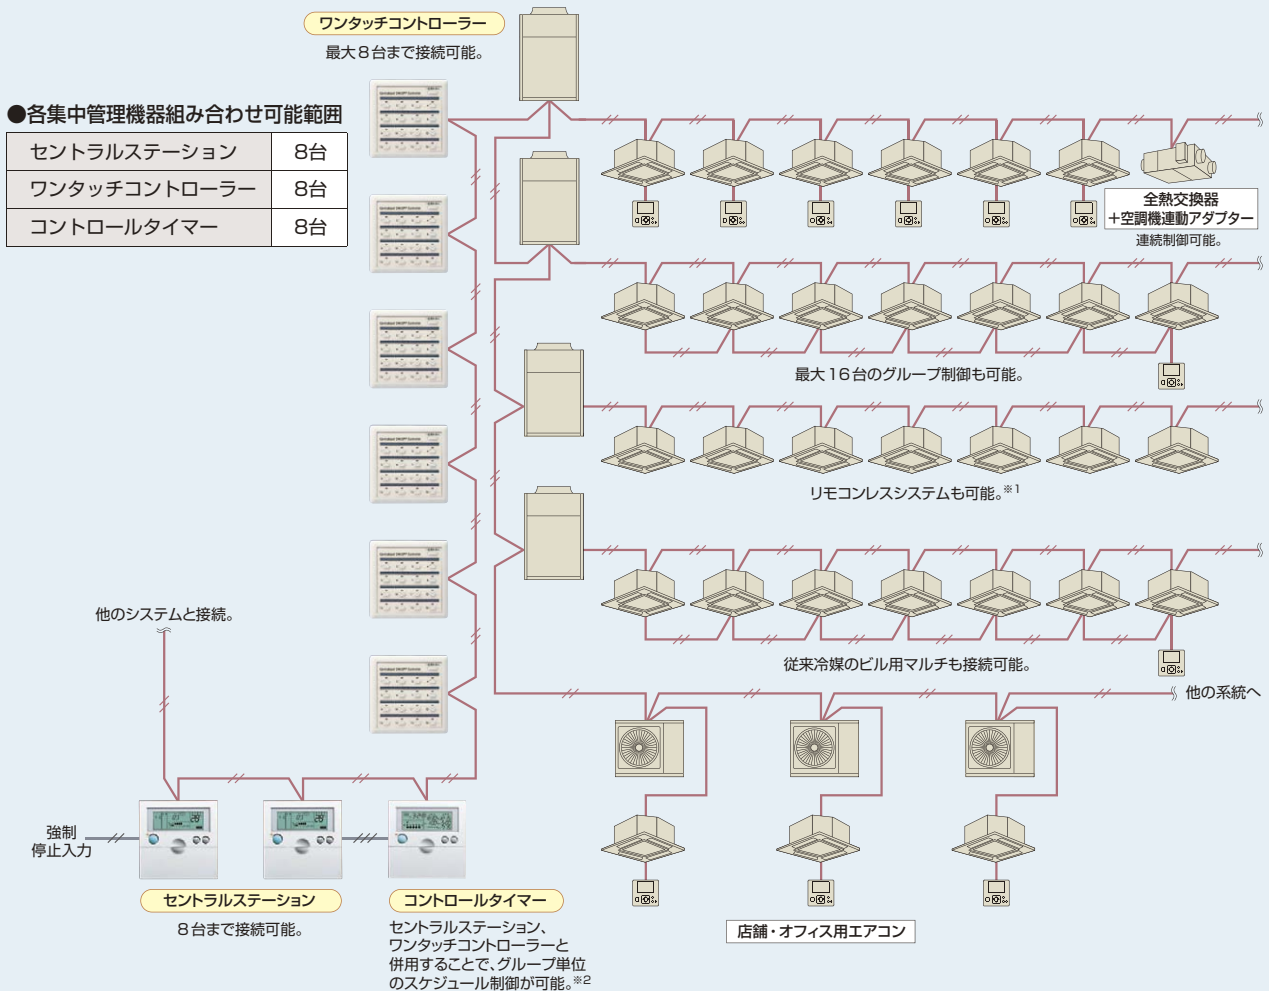 ワンタッチコントローラー
最大8台まで接続可能。
●各集中管理機器組み合わせ可能範囲
セントラルステーション 8台
ワンタッチコントローラー 8台
コントロールタイマー 8台
全熱交換器
+空調機連動アダプター
連続制御可能。
最大16台のグループ制御も可能。
リモコンレスシステムも可能。※1
従来冷媒のビル用マルチも接続可能。
他の系統へ
他のシステムと接続。
強制
停止入力
セントラルステーション
8台まで接続可能。
コントロールタイマー
セントラルステーション、
ワンタッチコントローラーと
併用することで、グループ単位
のスケジュール制御が可能。※2
店舗・オフィス用エアコン